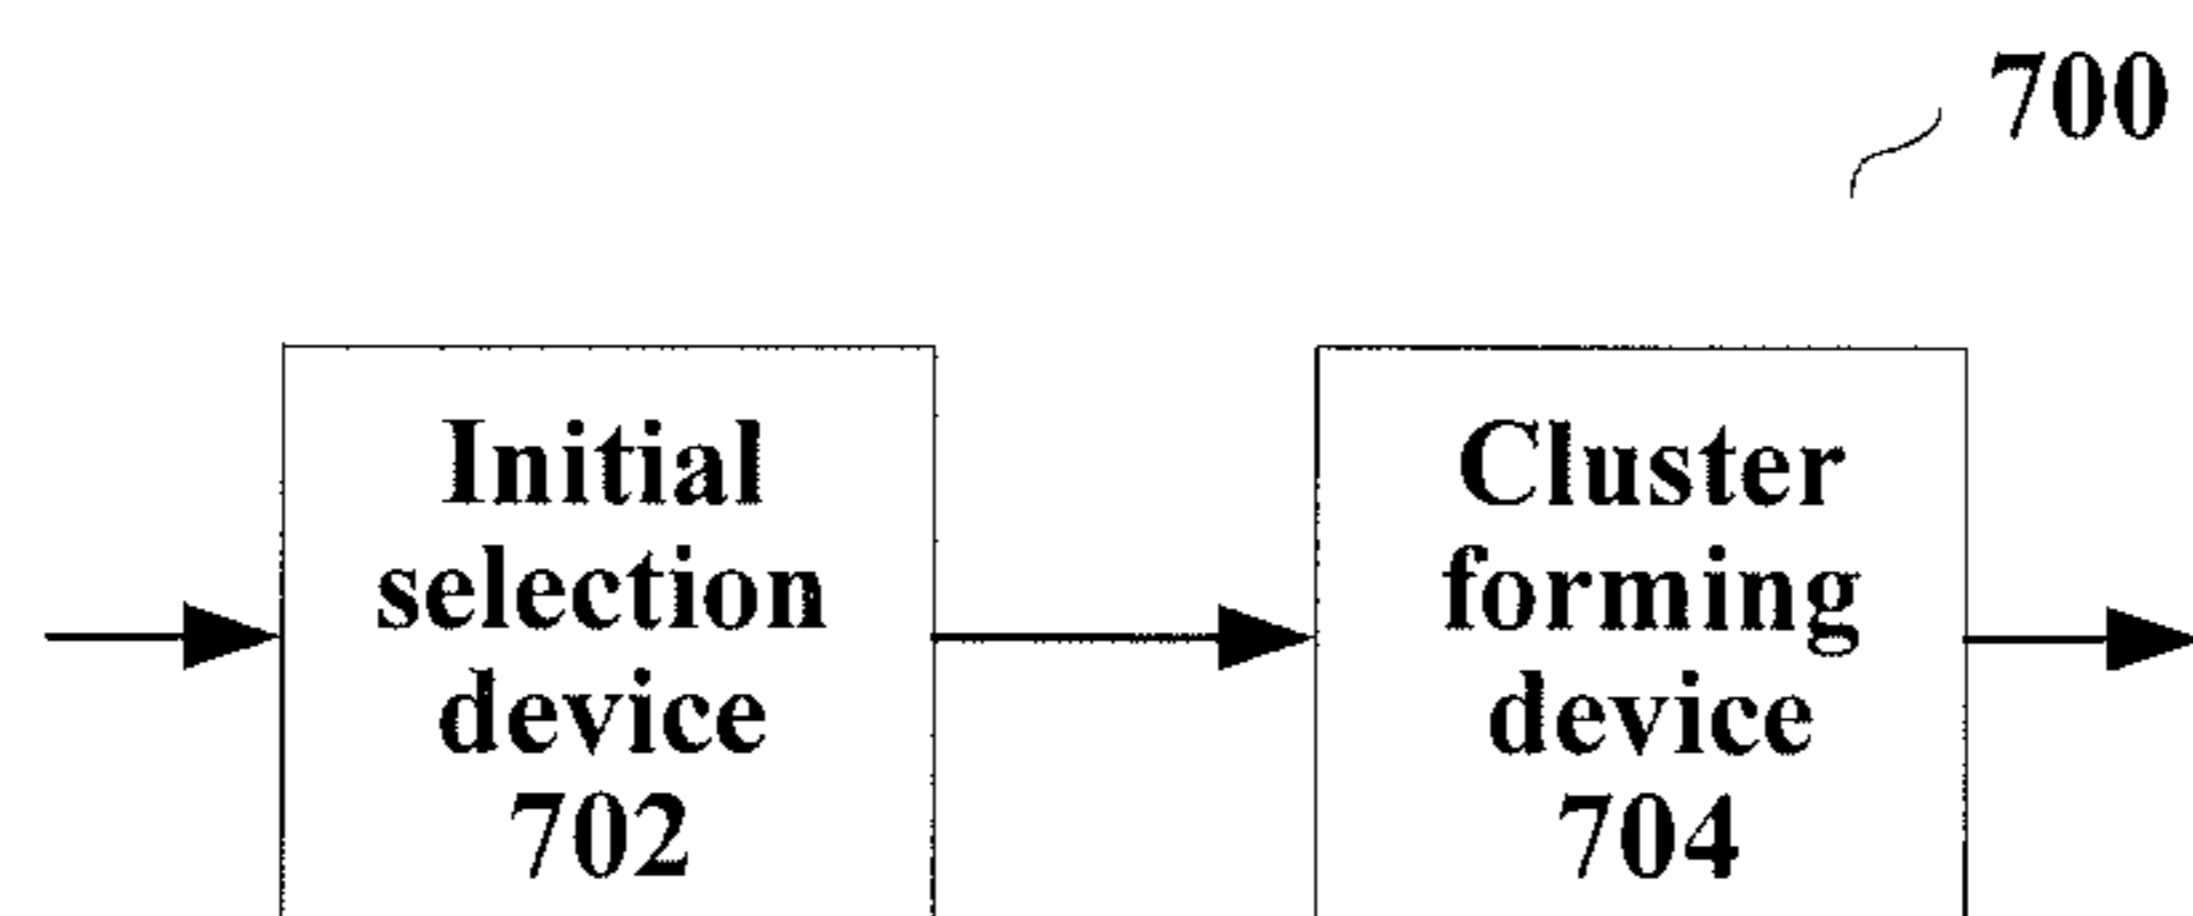 700
Initial
selection
device
702
Cluster
forming
device
704